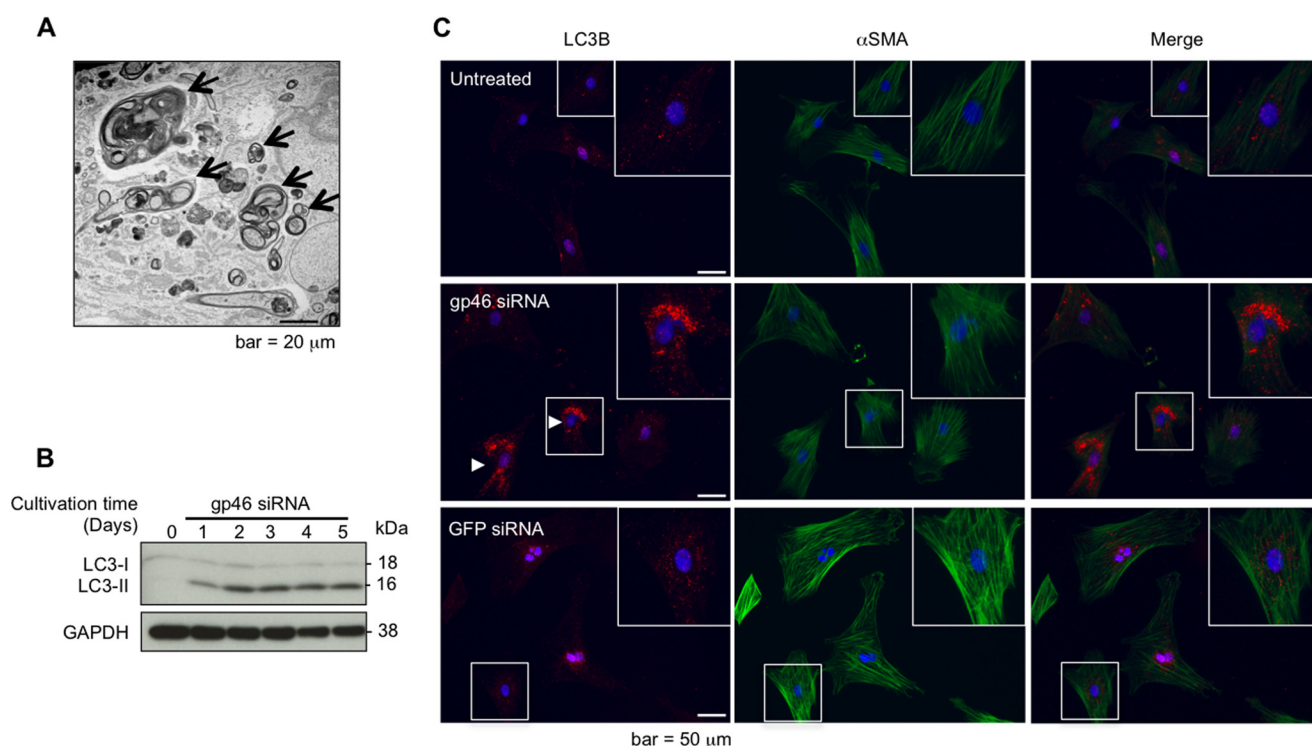 A
bar = 20 μm
B
Cultivation time
(Days)
gp46 siRNA
0 1 2 3 4 5 kDa
LC3-I
LC3-II
18
16
GAPDH
38
C
LC3B αSMA Merge
Untreated
gp46 siRNA
GFP siRNA
bar = 50 μm